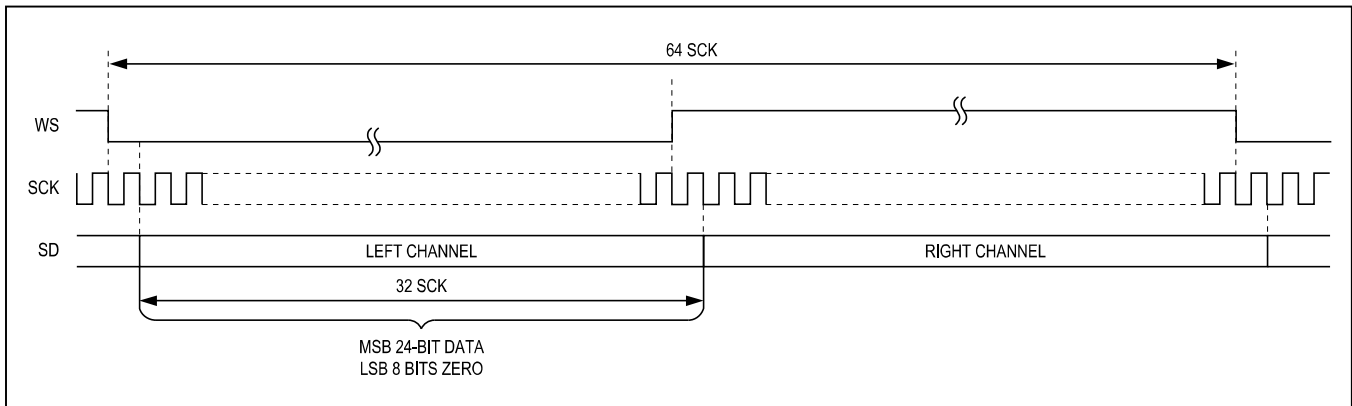 64 SCK
WS
SCK
SD
LEFT CHANNEL
RIGHT CHANNEL
32 SCK
MSB 24-BIT DATA
LSB 8 BITS ZERO